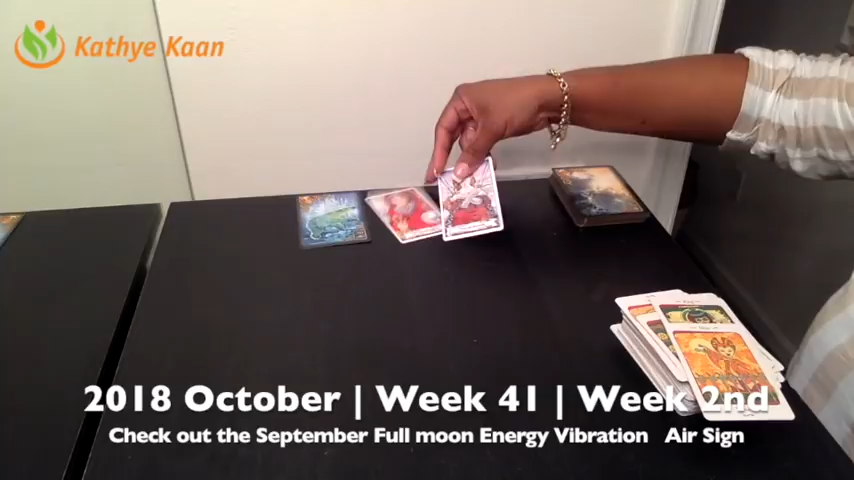 Kathye Kaan
2018 October | Week 41 | Week 2nd
Check out the September Full moon Energy Vibration Air Sign